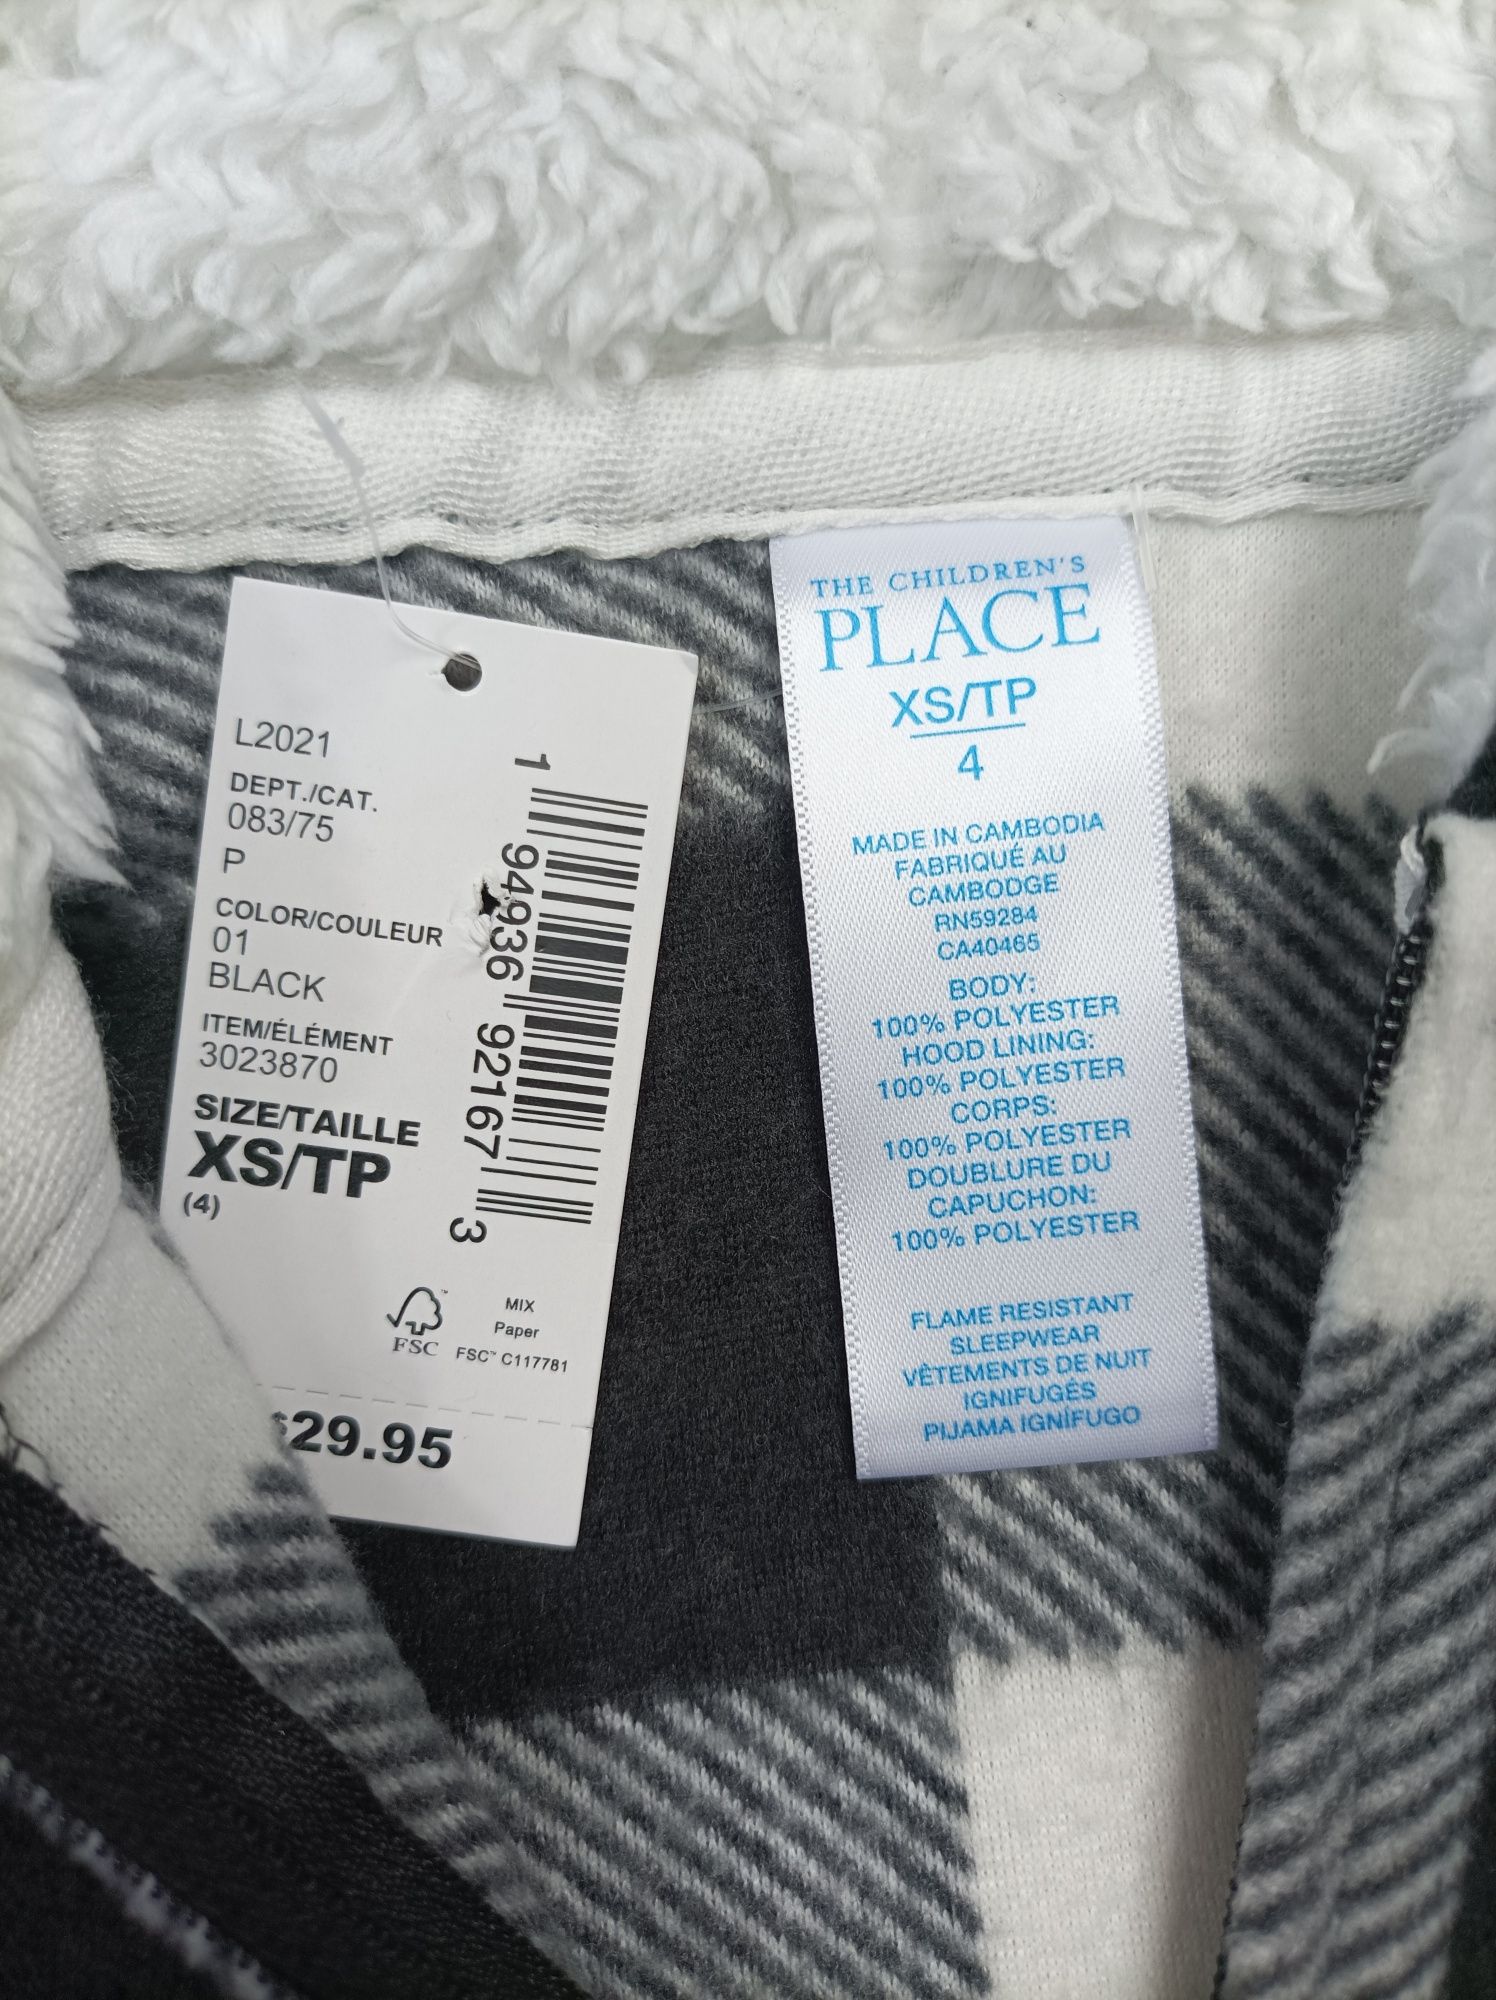 L2021
DEPT./CAT.
083/75
P
COLOR/COULEUR
01
BLACK
ITEM/ÉLÉMENT
3023870
SIZE/TAILLE
XS/TP
(4)
1 94936 92167 3
FSC
MIX
Paper
FSC™ C117781
$29.95
THE CHILDREN'S
PLACE
XS/TP
4
MADE IN CAMBODIA
FABRIQUÉ AU
CAMBODGE
RN59284
CA40465
BODY:
100% POLYESTER
HOOD LINING:
100% POLYESTER
CORPS:
100% POLYESTER
DOUBLURE DU
CAPUCHON:
100% POLYESTER
FLAME RESISTANT
SLEEPWEAR
VÊTEMENTS DE NUIT
IGNIFUGÉS
PIJAMA IGNÍFUGO